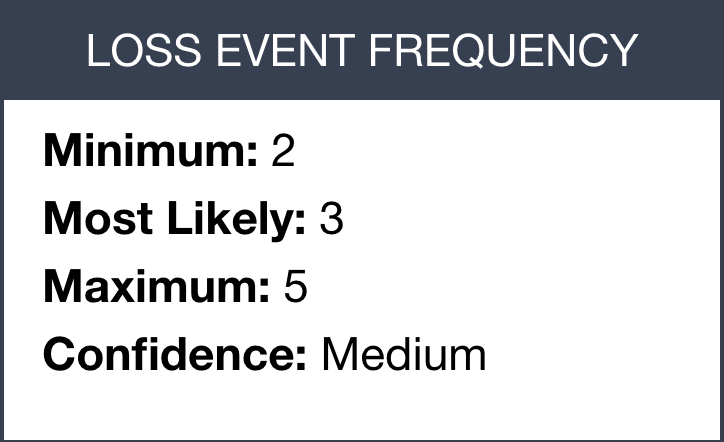 LOSS EVENT FREQUENCY
Minimum: 2
Most Likely: 3
Maximum: 5
Confidence: Medium